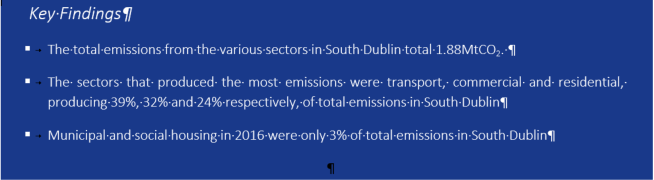 Key Findings¶
▪ The total emissions from the various sectors in South Dublin total 1.88MtCO₂. ¶
▪ The sectors that produced the most emissions were transport, commercial and residential,
producing 39%, 32% and 24% respectively, of total emissions in South Dublin¶
▪ Municipal and social housing in 2016 were only 3% of total emissions in South Dublin¶
¶